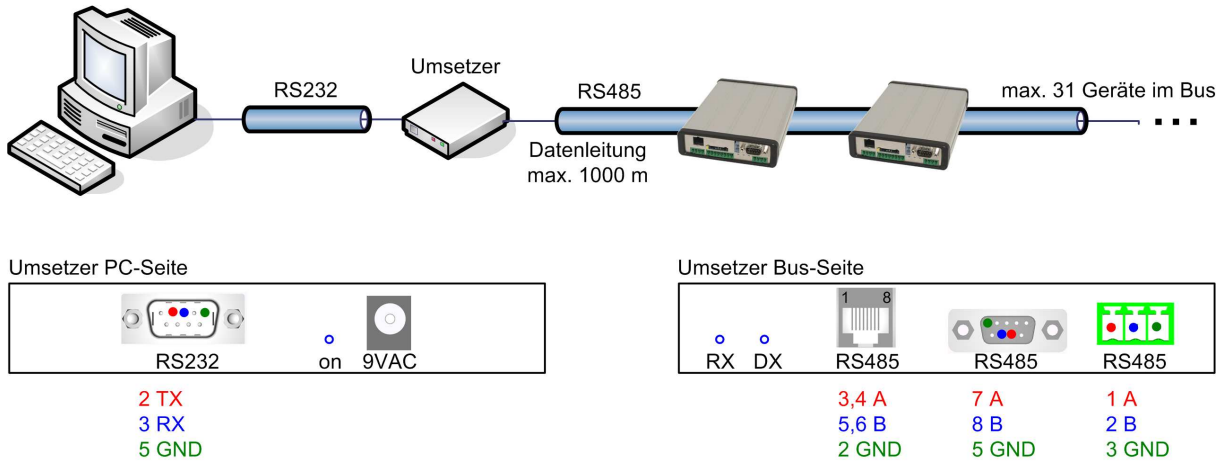 RS232
Umsetzer
RS485
Datenleitung
max. 1000 m
max. 31 Geräte im Bus
Umsetzer PC-Seite
RS232
on
9VAC
2 TX
3 RX
5 GND
Umsetzer Bus-Seite
RX
DX
1 8
RS485
RS485
RS485
3,4 A
5,6 B
2 GND
7 A
8 B
5 GND
1 A
2 B
3 GND